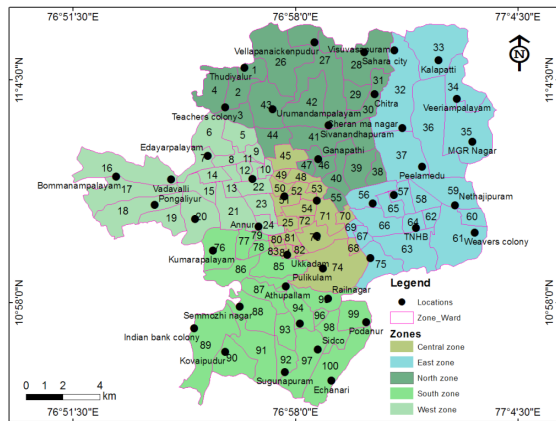 76°51'30"E 76°58'0"E 77°4'30"E
11°4'30"N 11°4'30"N
10°58'0"N 10°58'0"N
76°51'30"E 76°58'0"E 77°4'30"E
N
Vellapanaickenpudur Visuvasapuram
Sahara city
33
26 27 28
Kalapatti
Thudiyalur 1
31
4 2 32 34
29 Chitra
Veeriampalayam
43 42 30
Teachers colony 3
Urumandampalayam
Sheran ma nagar
6 5 44 41 Sivanandhapuram 36 35
MGR Nagar
Edayarpalayam 9 45 Ganapathi 37
7 8 11
47 46 39 38 Peelamedu
16 14 12 10 49 48
Bommanampalayam 17 40
Vadavalli 15 13 22 50 53 56 57 59
Pongaliyur 51 55 58 Nethajipuram
18 54 65
19 20 21 25 72 71 70 62 60
69 66 64
Annur 24 TNHB 61 Weavers colony
79 80 81 67
76 77 78 82 68 63
Kumarapalayam 83 84 Ukkadam 75
86 85 Pulikulam 74
87 Athupallam Railnagar
Semmozhi nagar 88 94 95
96 99
93 Podanur
Indian bank colony Sidco
89 91 98
Kovaipudur 90 92 97
Sugunapuram 100
Echanari
Legend
Locations
Zone_Ward
Zones
Central zone
East zone
North zone
South zone
West zone
0 1 2 4
km